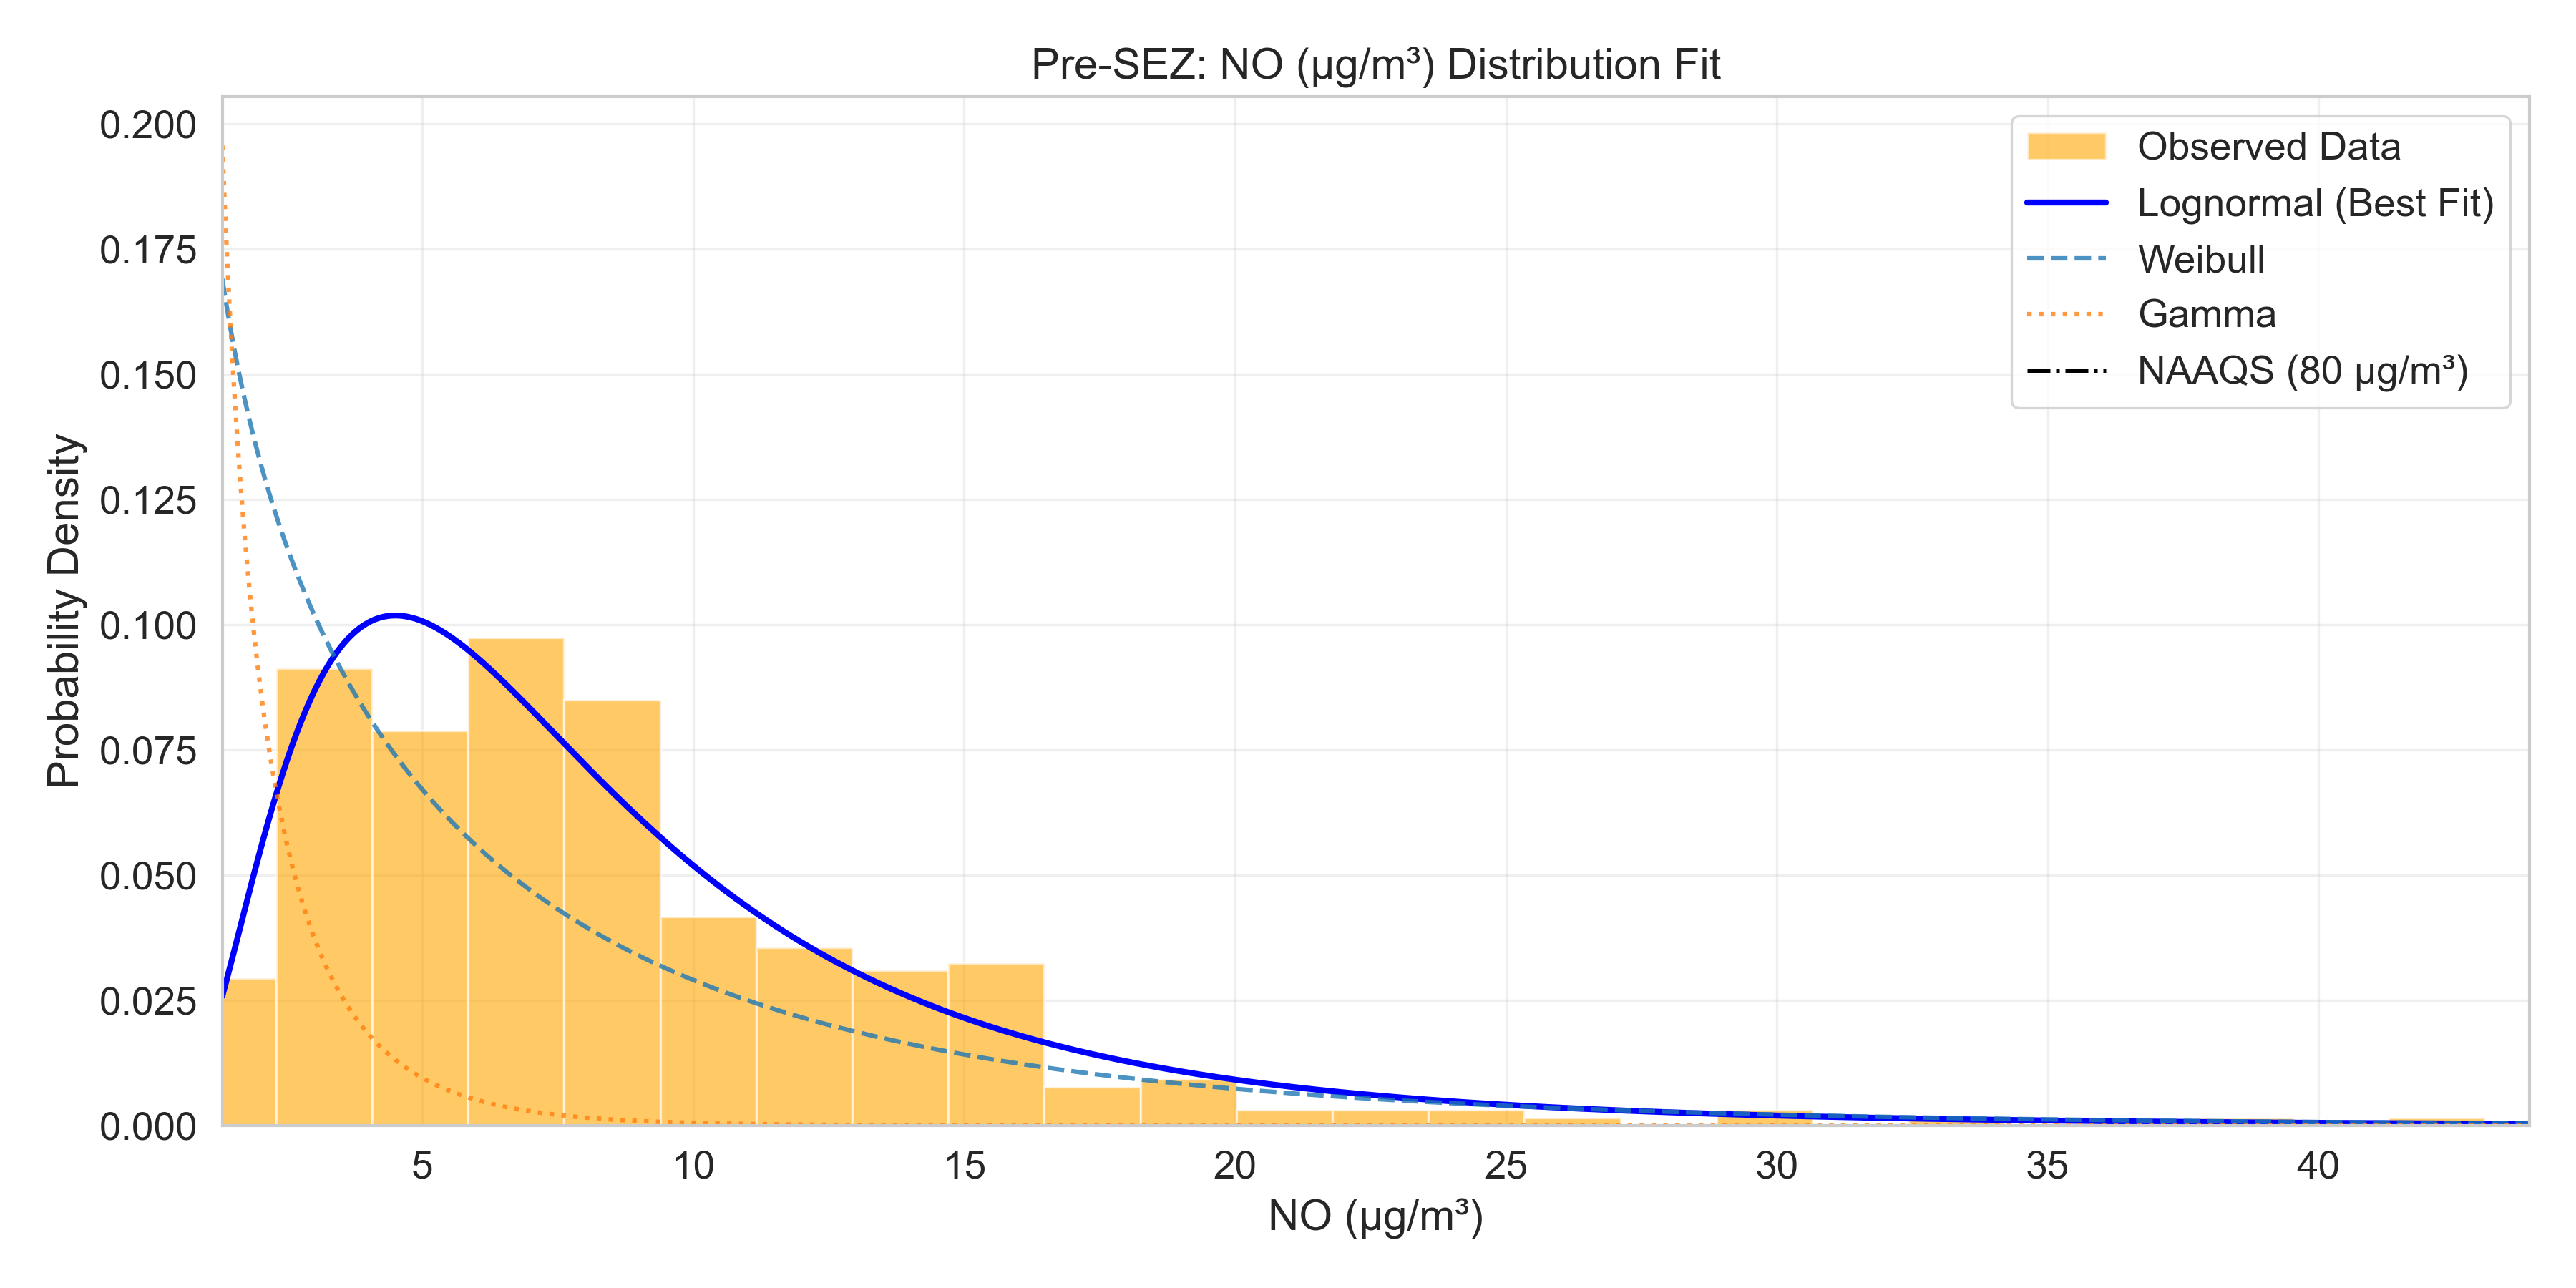 Pre-SEZ: NO (µg/m³) Distribution Fit
0.200
0.175
0.150
0.125
0.100
0.075
0.050
0.025
0.000
Probability Density
Observed Data
Lognormal (Best Fit)
Weibull
Gamma
NAAQS (80 µg/m³)
5 10 15 20 25 30 35 40
NO (µg/m³)